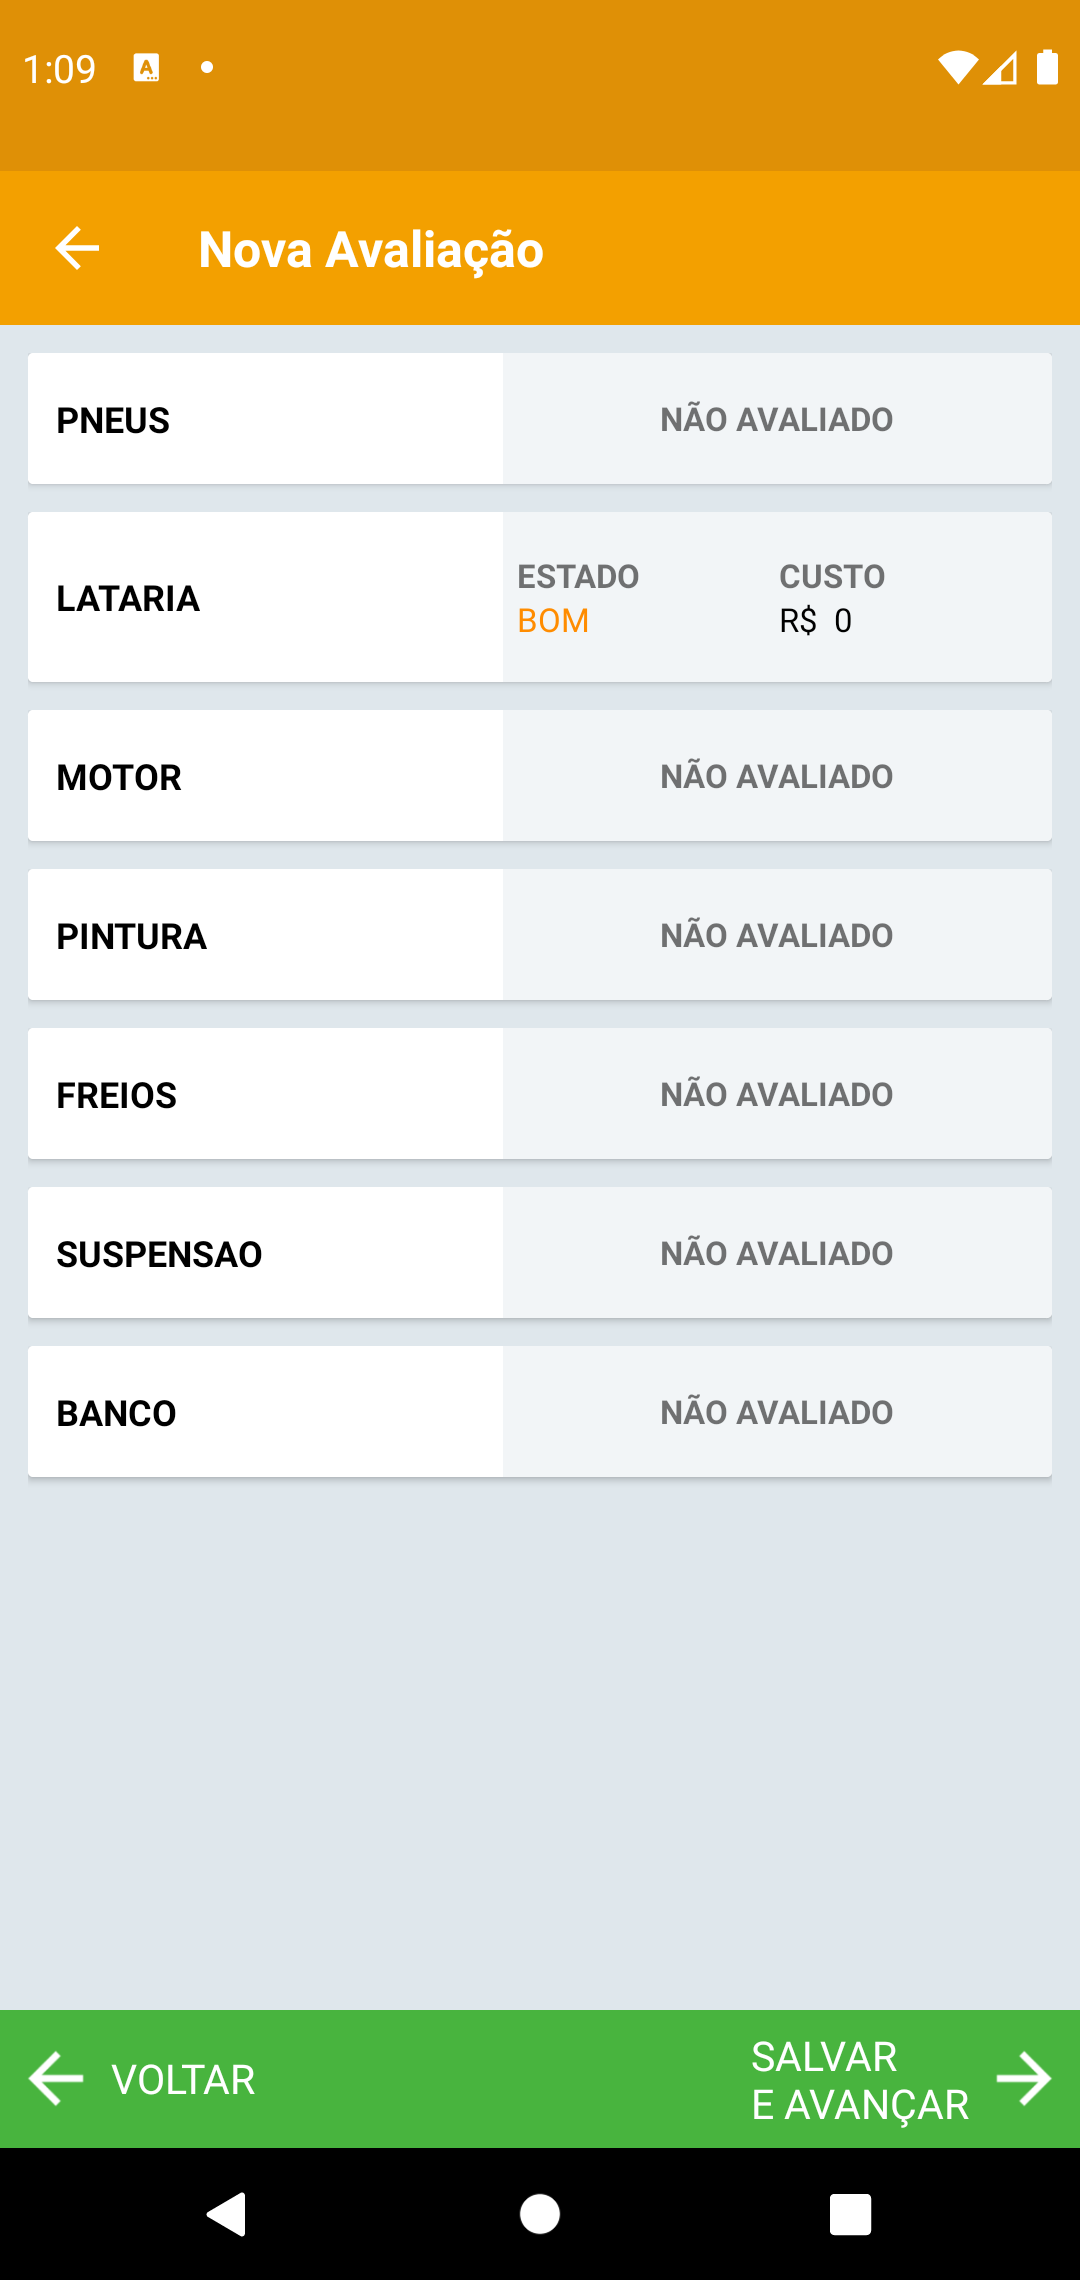 1:09
Nova Avaliação
PNEUS
NÃO AVALIADO
LATARIA
ESTADO
BOM
CUSTO
R$ 0
MOTOR
NÃO AVALIADO
PINTURA
NÃO AVALIADO
FREIOS
NÃO AVALIADO
SUSPENSAO
NÃO AVALIADO
BANCO
NÃO AVALIADO
VOLTAR
SALVAR
E AVANÇAR